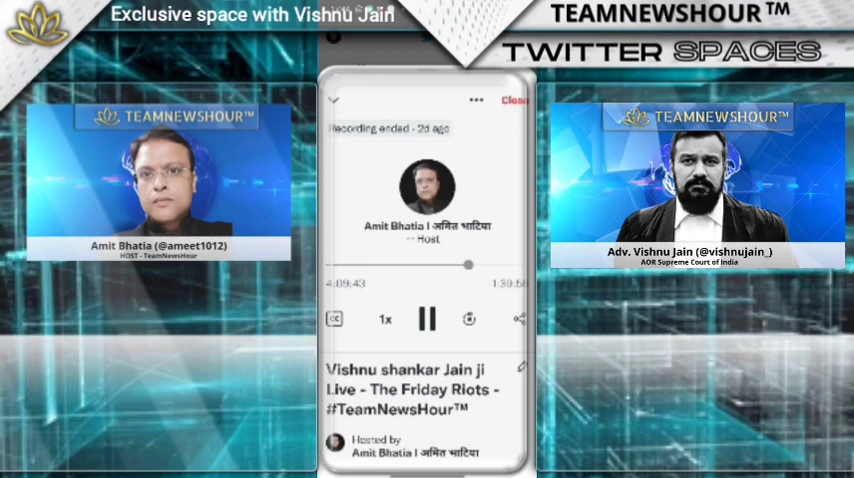 Exclusive space with Vishnu Jain
TEAMNEWSHOUR™
TWITTER SPACES
TEAMNEWSHOUR™
Amit Bhatia (@ameet1012)
HOST - TeamNewsHour
Close
Recording ended · 2d ago
Amit Bhatia I अमित भाटिया
Host
4:09:43
-1:39:58
CC
1x
Vishnu shankar Jain ji
Live - The Friday Riots -
#TeamNewsHour™
Hosted by
Amit Bhatia I अमित भाटिया
TEAMNEWSHOUR™
Adv. Vishnu Jain (@vishnujain_)
AOR Supreme Court of India